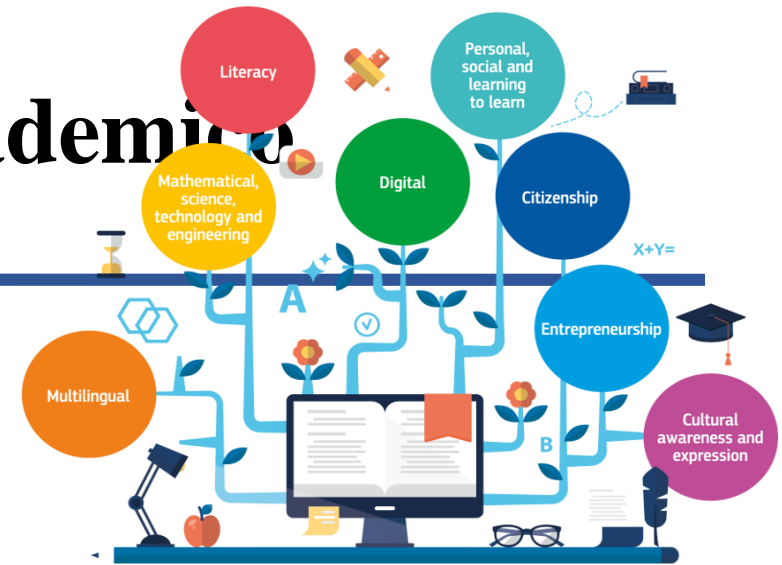 Literacy
Personal,
social and
learning
to learn
Mathematical,
science,
technology and
engineering
Digital
Citizenship
X+Y=
A
Entrepreneurship
Multilingual
Cultural
awareness and
expression
B